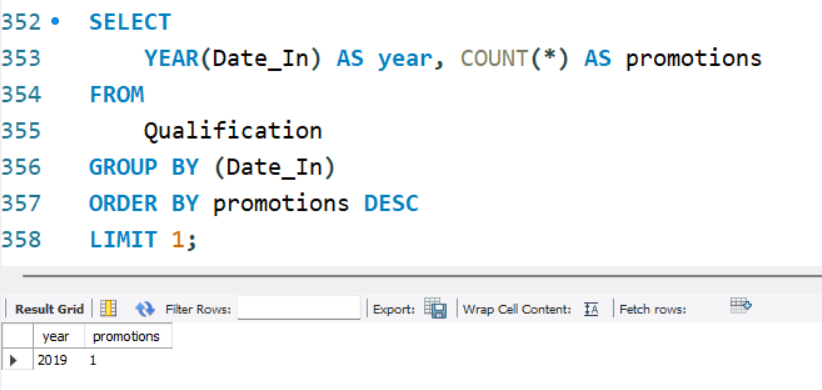 352 SELECT
353 YEAR(Date_In) AS year, COUNT(*) AS promotions
354 FROM
355 Qualification
356 GROUP BY (Date_In)
357 ORDER BY promotions DESC
358 LIMIT 1;
Result Grid Filter Rows: Export: Wrap Cell Content: Fetch rows:
year promotions
2019 1